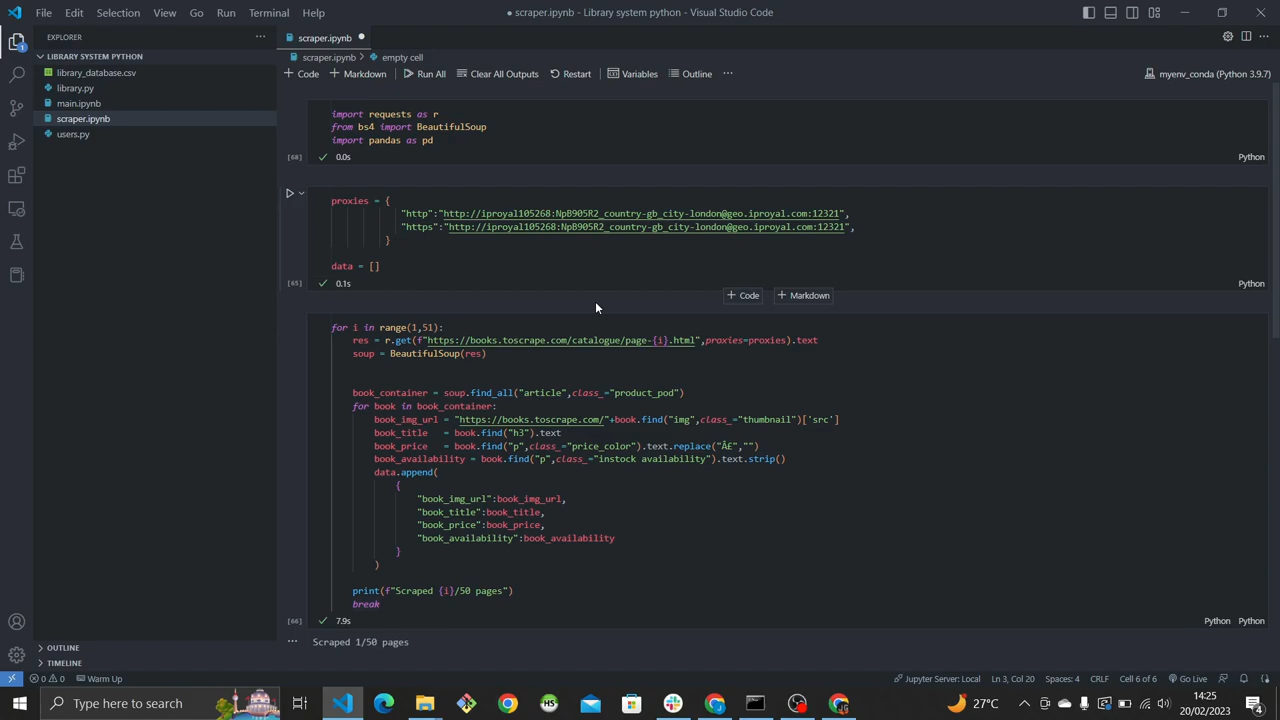 File Edit Selection View Go Run Terminal Help
● scraper.ipynb - Library system python - Visual Studio Code
EXPLORER
scraper.ipynb
LIBRARY SYSTEM PYTHON
scraper.ipynb > empty cell
library_database.csv
+ Code + Markdown Run All Clear All Outputs Restart Variables Outline ...
myenv_conda (Python 3.9.7)
library.py
main.ipynb
scraper.ipynb
users.py
import requests as r
from bs4 import BeautifulSoup
import pandas as pd
[68] 0.0s Python
proxies = {
"http":"http://iproyal105268:NpB905R2_country-gb_city-london@geo.iproyal.com:12321",
"https":"http://iproyal105268:NpB905R2_country-gb_city-london@geo.iproyal.com:12321",
}
data = []
[65] 0.1s Python
+ Code + Markdown
for i in range(1,51):
res = r.get(f"https://books.toscrape.com/catalogue/page-{i}.html",proxies=proxies).text
soup = BeautifulSoup(res)
book_container = soup.find_all("article",class_="product_pod")
for book in book_container:
book_img_url = "https://books.toscrape.com/"+book.find("img",class_="thumbnail")['src']
book_title = book.find("h3").text
book_price = book.find("p",class_="price_color").text.replace("Â£","")
book_availability = book.find("p",class_="instock availability").text.strip()
data.append(
{
"book_img_url":book_img_url,
"book_title":book_title,
"book_price":book_price,
"book_availability":book_availability
}
)
print(f"Scraped {i}/50 pages")
break
[66] 7.9s Python Python
... Scraped 1/50 pages
OUTLINE
TIMELINE
0 0 Warm Up
Jupyter Server: Local Ln 3, Col 20 Spaces: 4 CRLF Cell 6 of 6 Go Live
Type here to search
27°C
14:25
20/02/2023